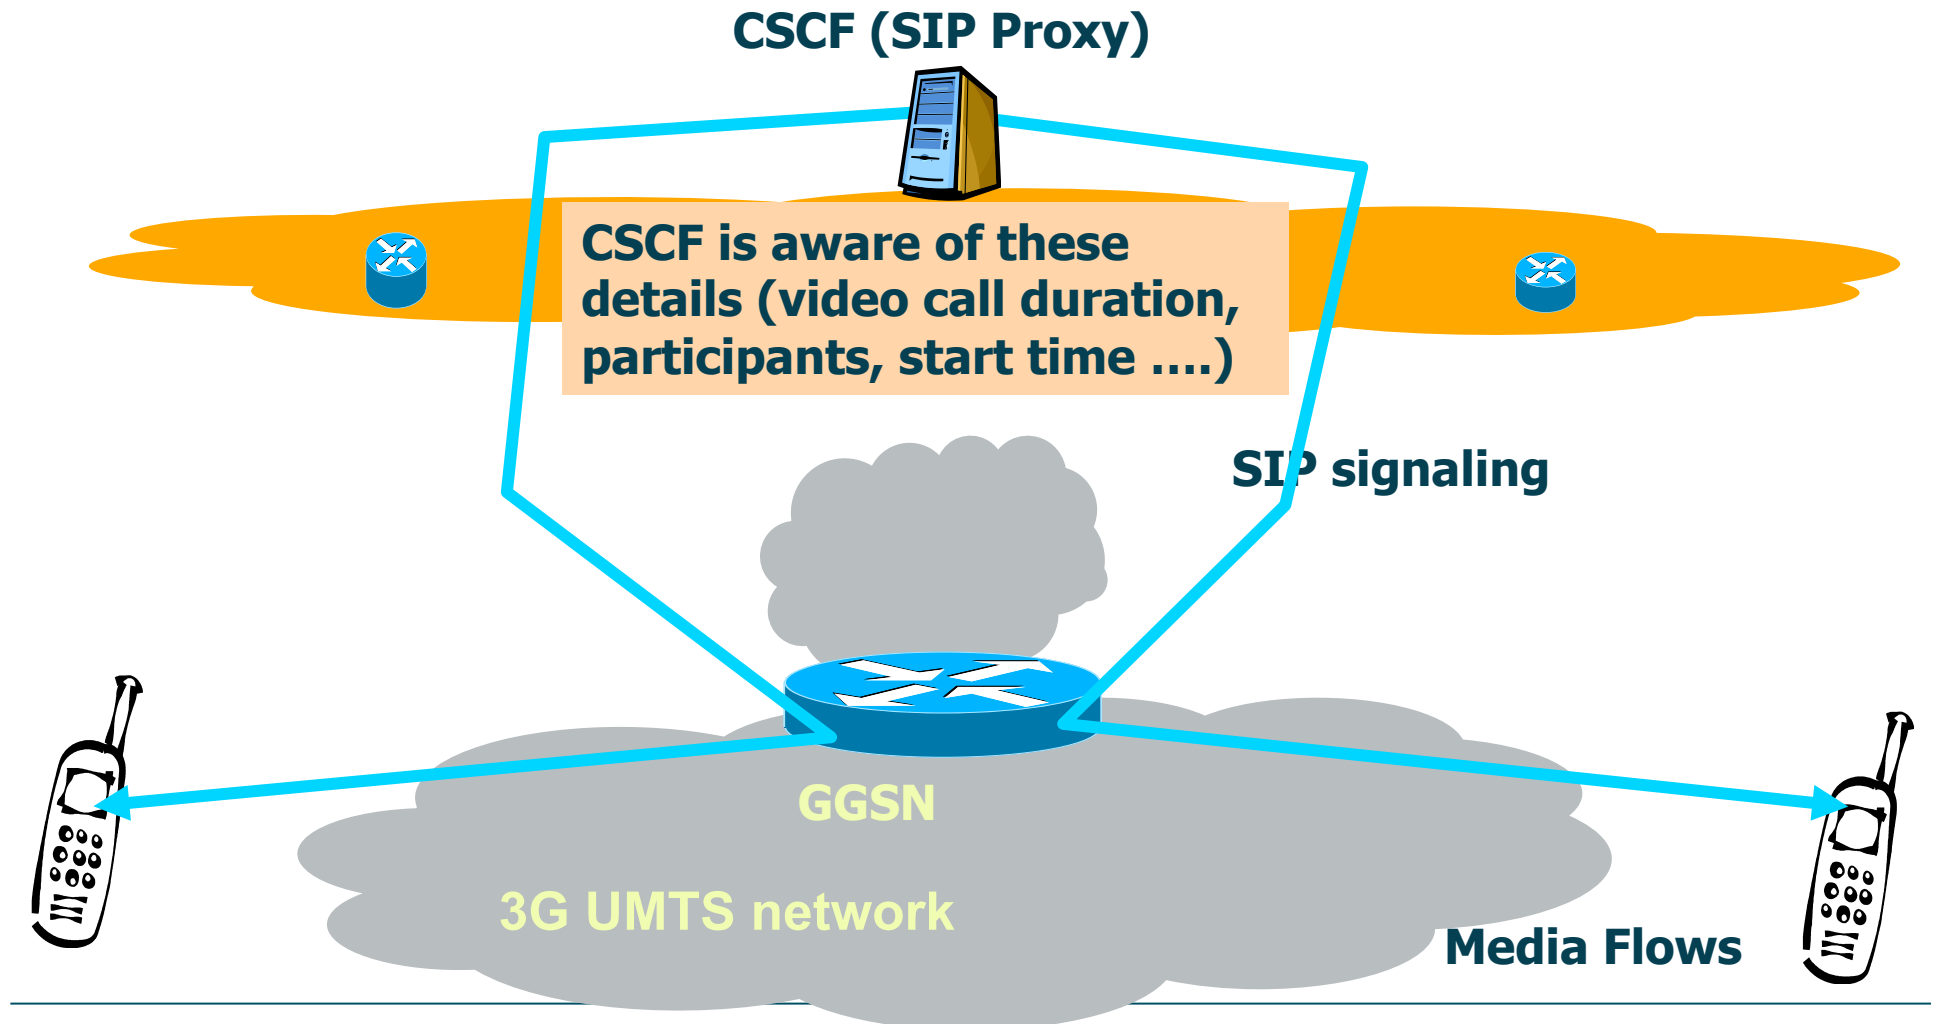 CSCF (SIP Proxy)
CSCF is aware of these
details (video call duration,
participants, start time ....)
SIP signaling
GGSN
3G UMTS network
Media Flows